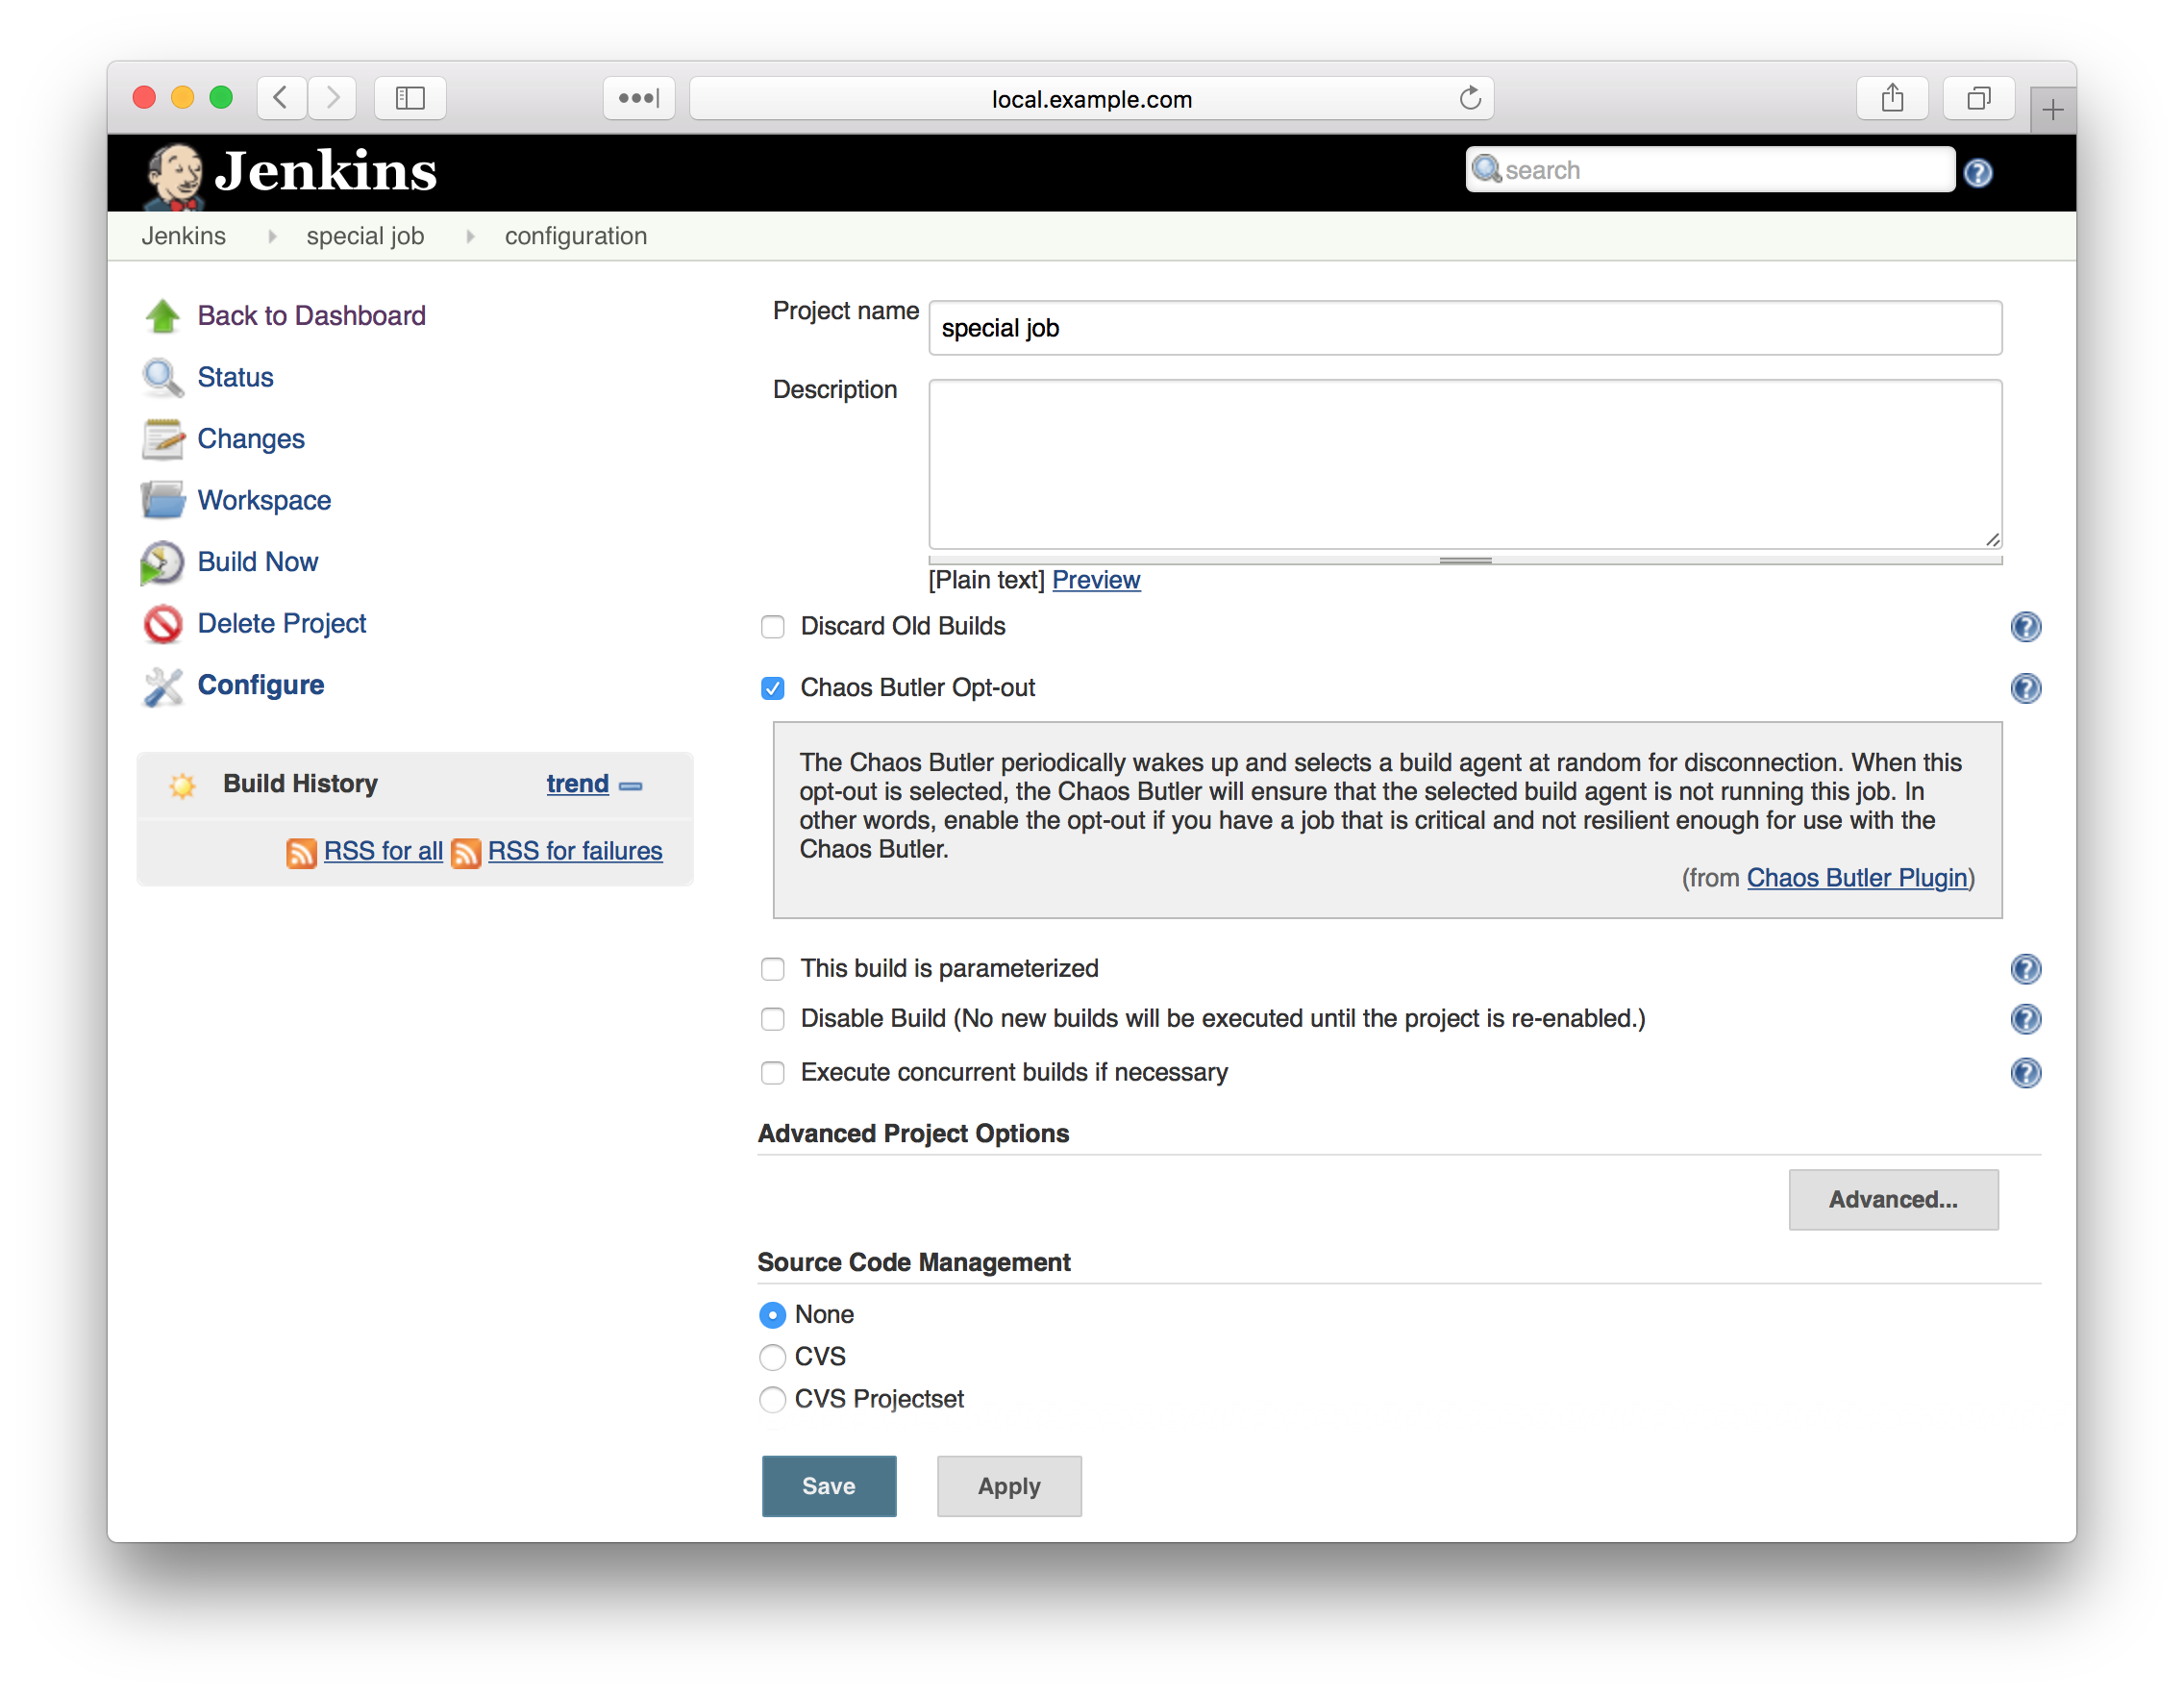 local.example.com
Jenkins
search
Jenkins special job configuration
Back to Dashboard
Status
Changes
Workspace
Build Now
Delete Project
Configure
Build History trend
RSS for all RSS for failures
Project name special job
Description
[Plain text] Preview
Discard Old Builds
Chaos Butler Opt-out
The Chaos Butler periodically wakes up and selects a build agent at random for disconnection. When this
opt-out is selected, the Chaos Butler will ensure that the selected build agent is not running this job. In
other words, enable the opt-out if you have a job that is critical and not resilient enough for use with the
Chaos Butler.
(from Chaos Butler Plugin)
This build is parameterized
Disable Build (No new builds will be executed until the project is re-enabled.)
Execute concurrent builds if necessary
Advanced Project Options
Advanced...
Source Code Management
None
CVS
CVS Projectset
Save Apply